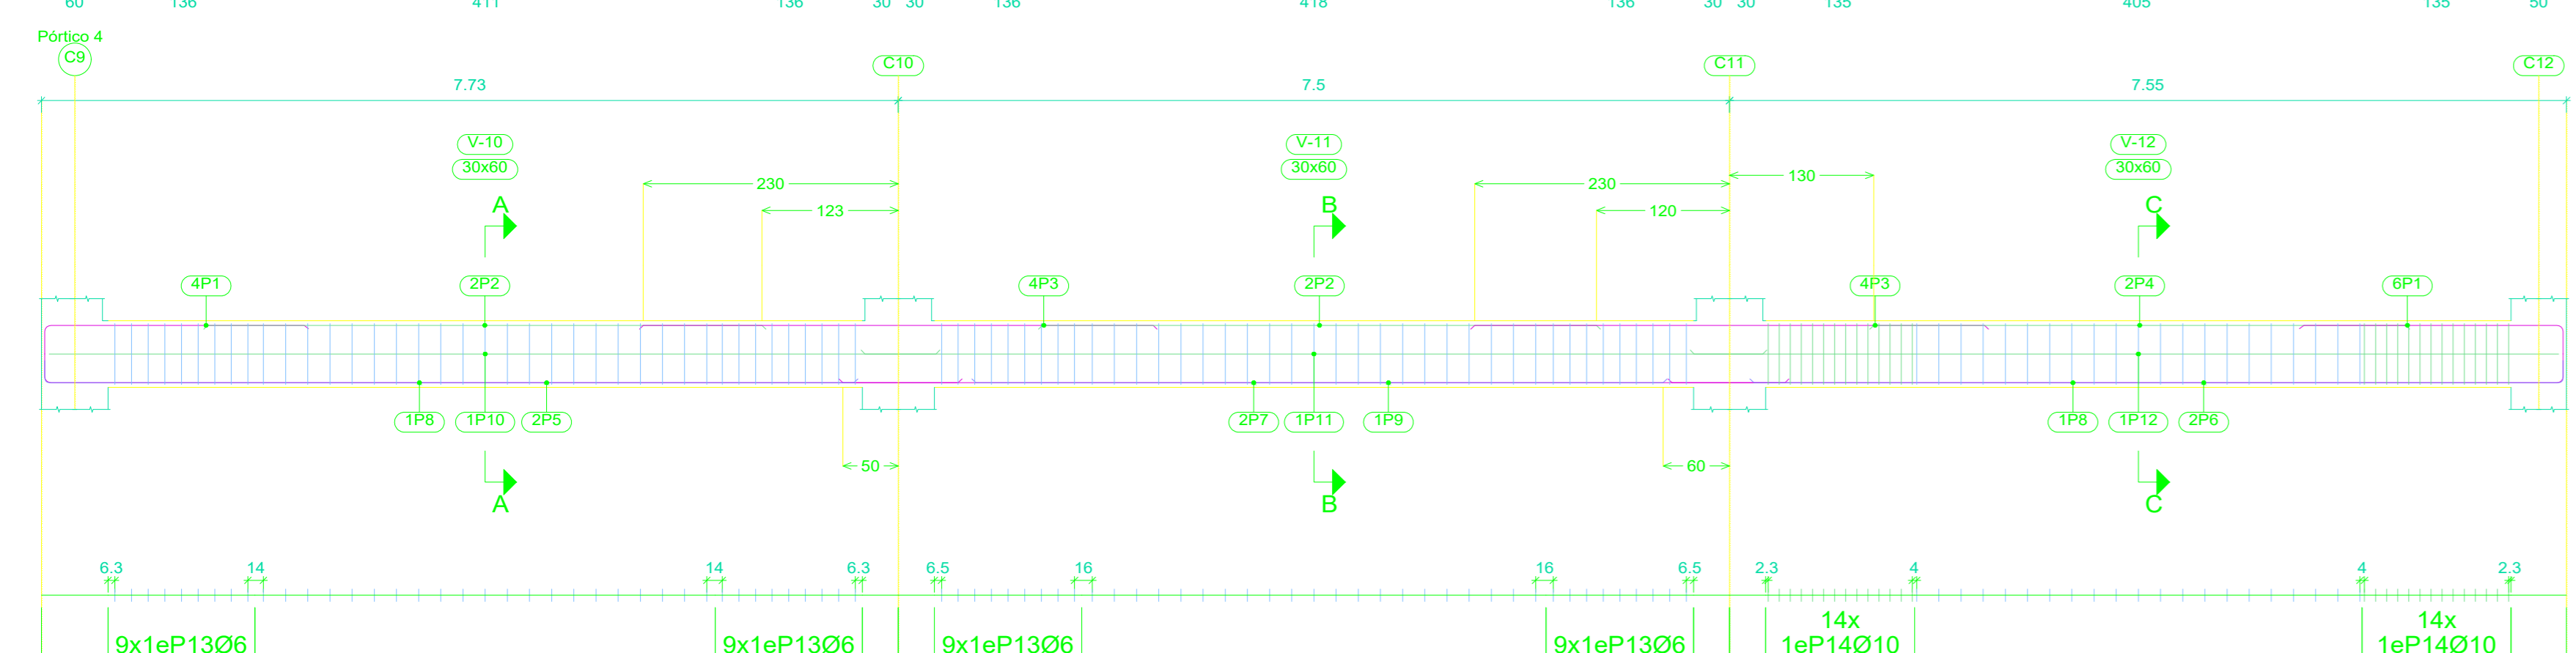 60 136 411 136 30 30 136 418 136 30 30 135 405 135 50
Pórtico 4
C9 C10 C11 C12
7.73 7.5 7.55
V-10 V-11 V-12
30x60 30x60 30x60
230 230 130
A 123 B 120 C
4P1 2P2 4P3 2P2 4P3 2P4 6P1
1P8 1P10 2P5 2P7 1P11 1P9 1P8 1P12 2P6
50 60
A B C
6.3 14 14 6.3 6.5 16 16 6.5 2.3 4 4 2.3
14x 14x
9x1eP13Ø6 9x1eP13Ø6 9x1eP13Ø6 9x1eP13Ø6 1eP14Ø10 1eP14Ø10